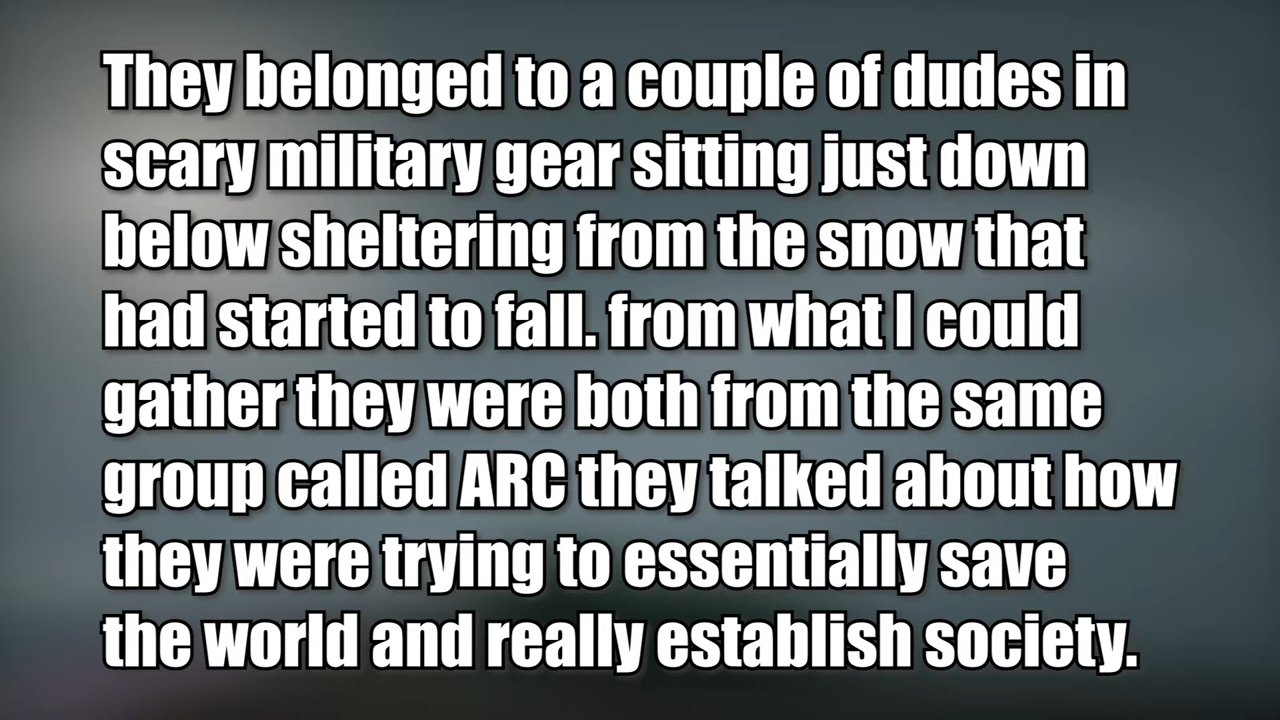 They belonged to a couple of dudes in
scary military gear sitting just down
below sheltering from the snow that
had started to fall. from what I could
gather they were both from the same
group called ARC they talked about how
they were trying to essentially save
the world and really establish society.